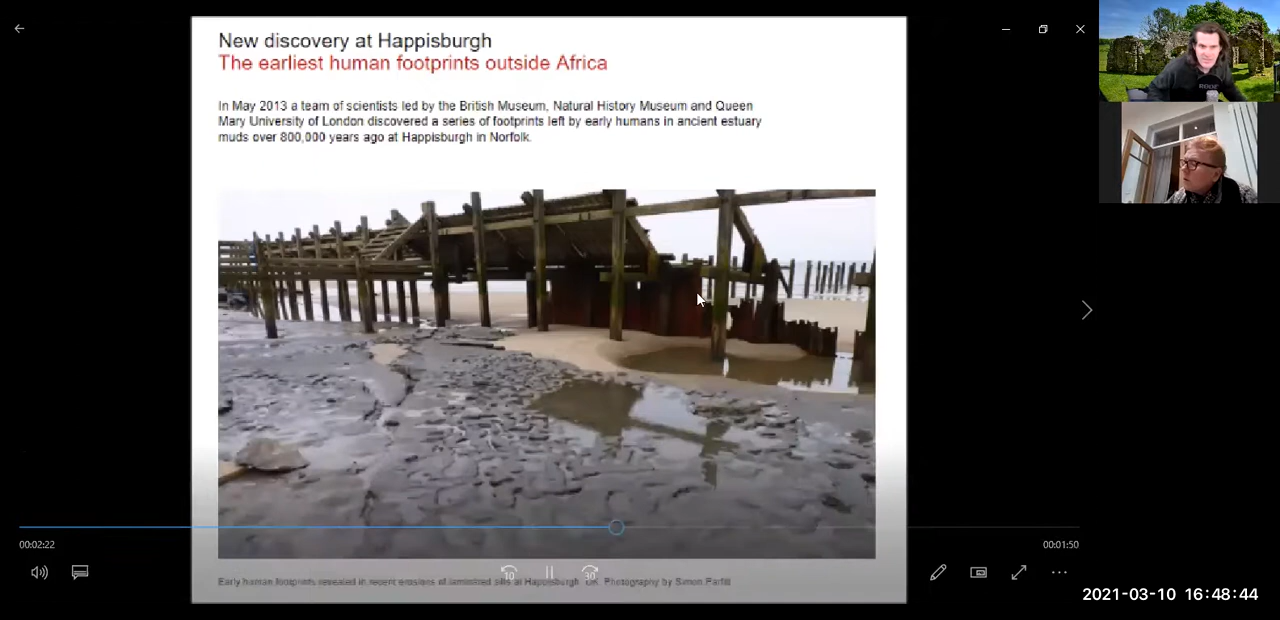 New discovery at Happisburgh
The earliest human footprints outside Africa
In May 2013 a team of scientists led by the British Museum, Natural History Museum and Queen
Mary University of London discovered a series of footprints left by early humans in ancient estuary
muds over 800,000 years ago at Happisburgh in Norfolk.
00:02:22
00:01:50
10
30
Early human footprints revealed in recent erosions of laminated silts at Happisburgh, UK. Photography by Simon Parfitt
2021-03-10 16:48:44